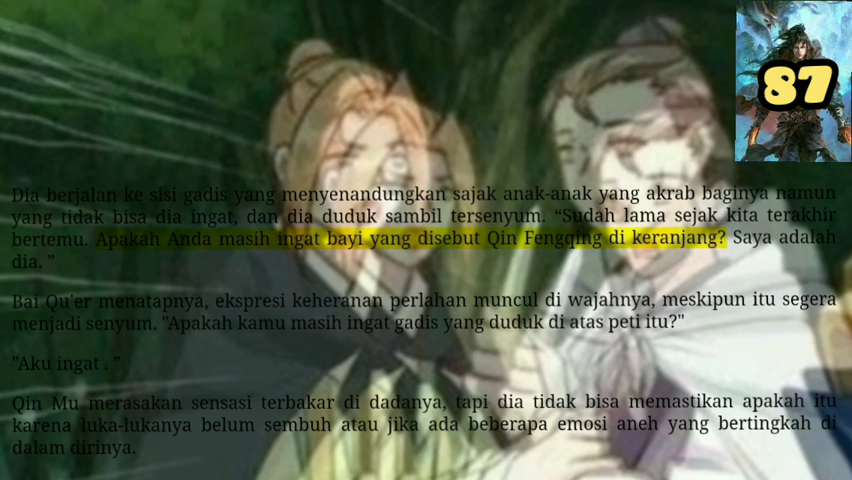 87
Dia berjalan ke sisi gadis yang menyenandungkan sajak anak-anak yang akrab baginya namun
yang tidak bisa dia ingat, dan dia duduk sambil tersenyum. “Sudah lama sejak kita terakhir
bertemu. Apakah Anda masih ingat bayi yang disebut Qin Fengqing di keranjang? Saya adalah
dia. ”
Bai Qu'er menatapnya, ekspresi keheranan perlahan muncul di wajahnya, meskipun itu segera
menjadi senyum. "Apakah kamu masih ingat gadis yang duduk di atas peti itu?"
"Aku ingat . ”
Qin Mu merasakan sensasi terbakar di dadanya, tapi dia tidak bisa memastikan apakah itu
karena luka-lukanya belum sembuh atau jika ada beberapa emosi aneh yang bertingkah di
dalam dirinya.